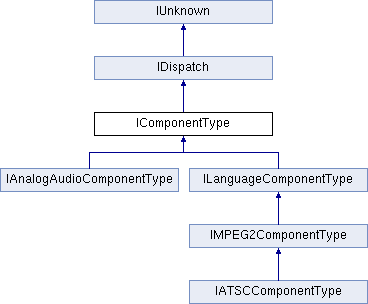 IUnknown
IDispatch
IComponentType
IAnalogAudioComponentType
ILanguageComponentType
IMPEG2ComponentType
IATSCComponentType